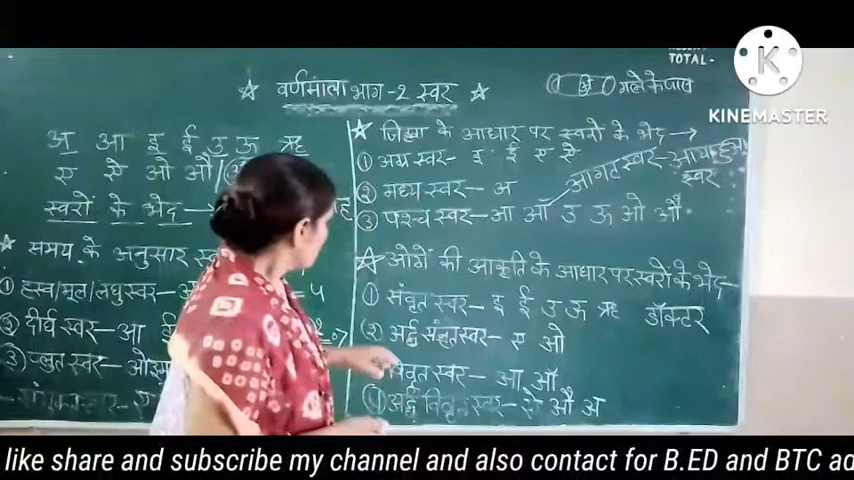 TOTAL -
K
KINEMASTER
☆ वर्णमाला भाग-2 स्वर ☆
गले के पास
अ आ इ ई उ ऊ ऋ
ए ऐ ओ औ
स्वरों के भेद →
☆ समय के अनुसार
① ह्रस्व/मूल/लघु स्वर-
② दीर्घ स्वर- आ ई
③ प्लुत स्वर- ओ३म
☆ जिह्वा के आधार पर स्वरों के भेद →
① अग्र स्वर- इ ई ए ऐ
② मध्य स्वर- अ
③ पश्च स्वर- आ ऑ उ ऊ ओ औ
आगत स्वर- आया हुआ स्वर
☆ ओठों की आकृति के आधार पर स्वरों के भेद-
① संवृत स्वर- इ ई उ ऊ ऋ
डॉक्टर
② अर्द्ध संवृत स्वर- ए ओ
विवृत स्वर- आ, ऑ
④ अर्द्ध विवृत स्वर- ऐ औ अ
like share and subscribe my channel, and also contact for B.ED and BTC ad